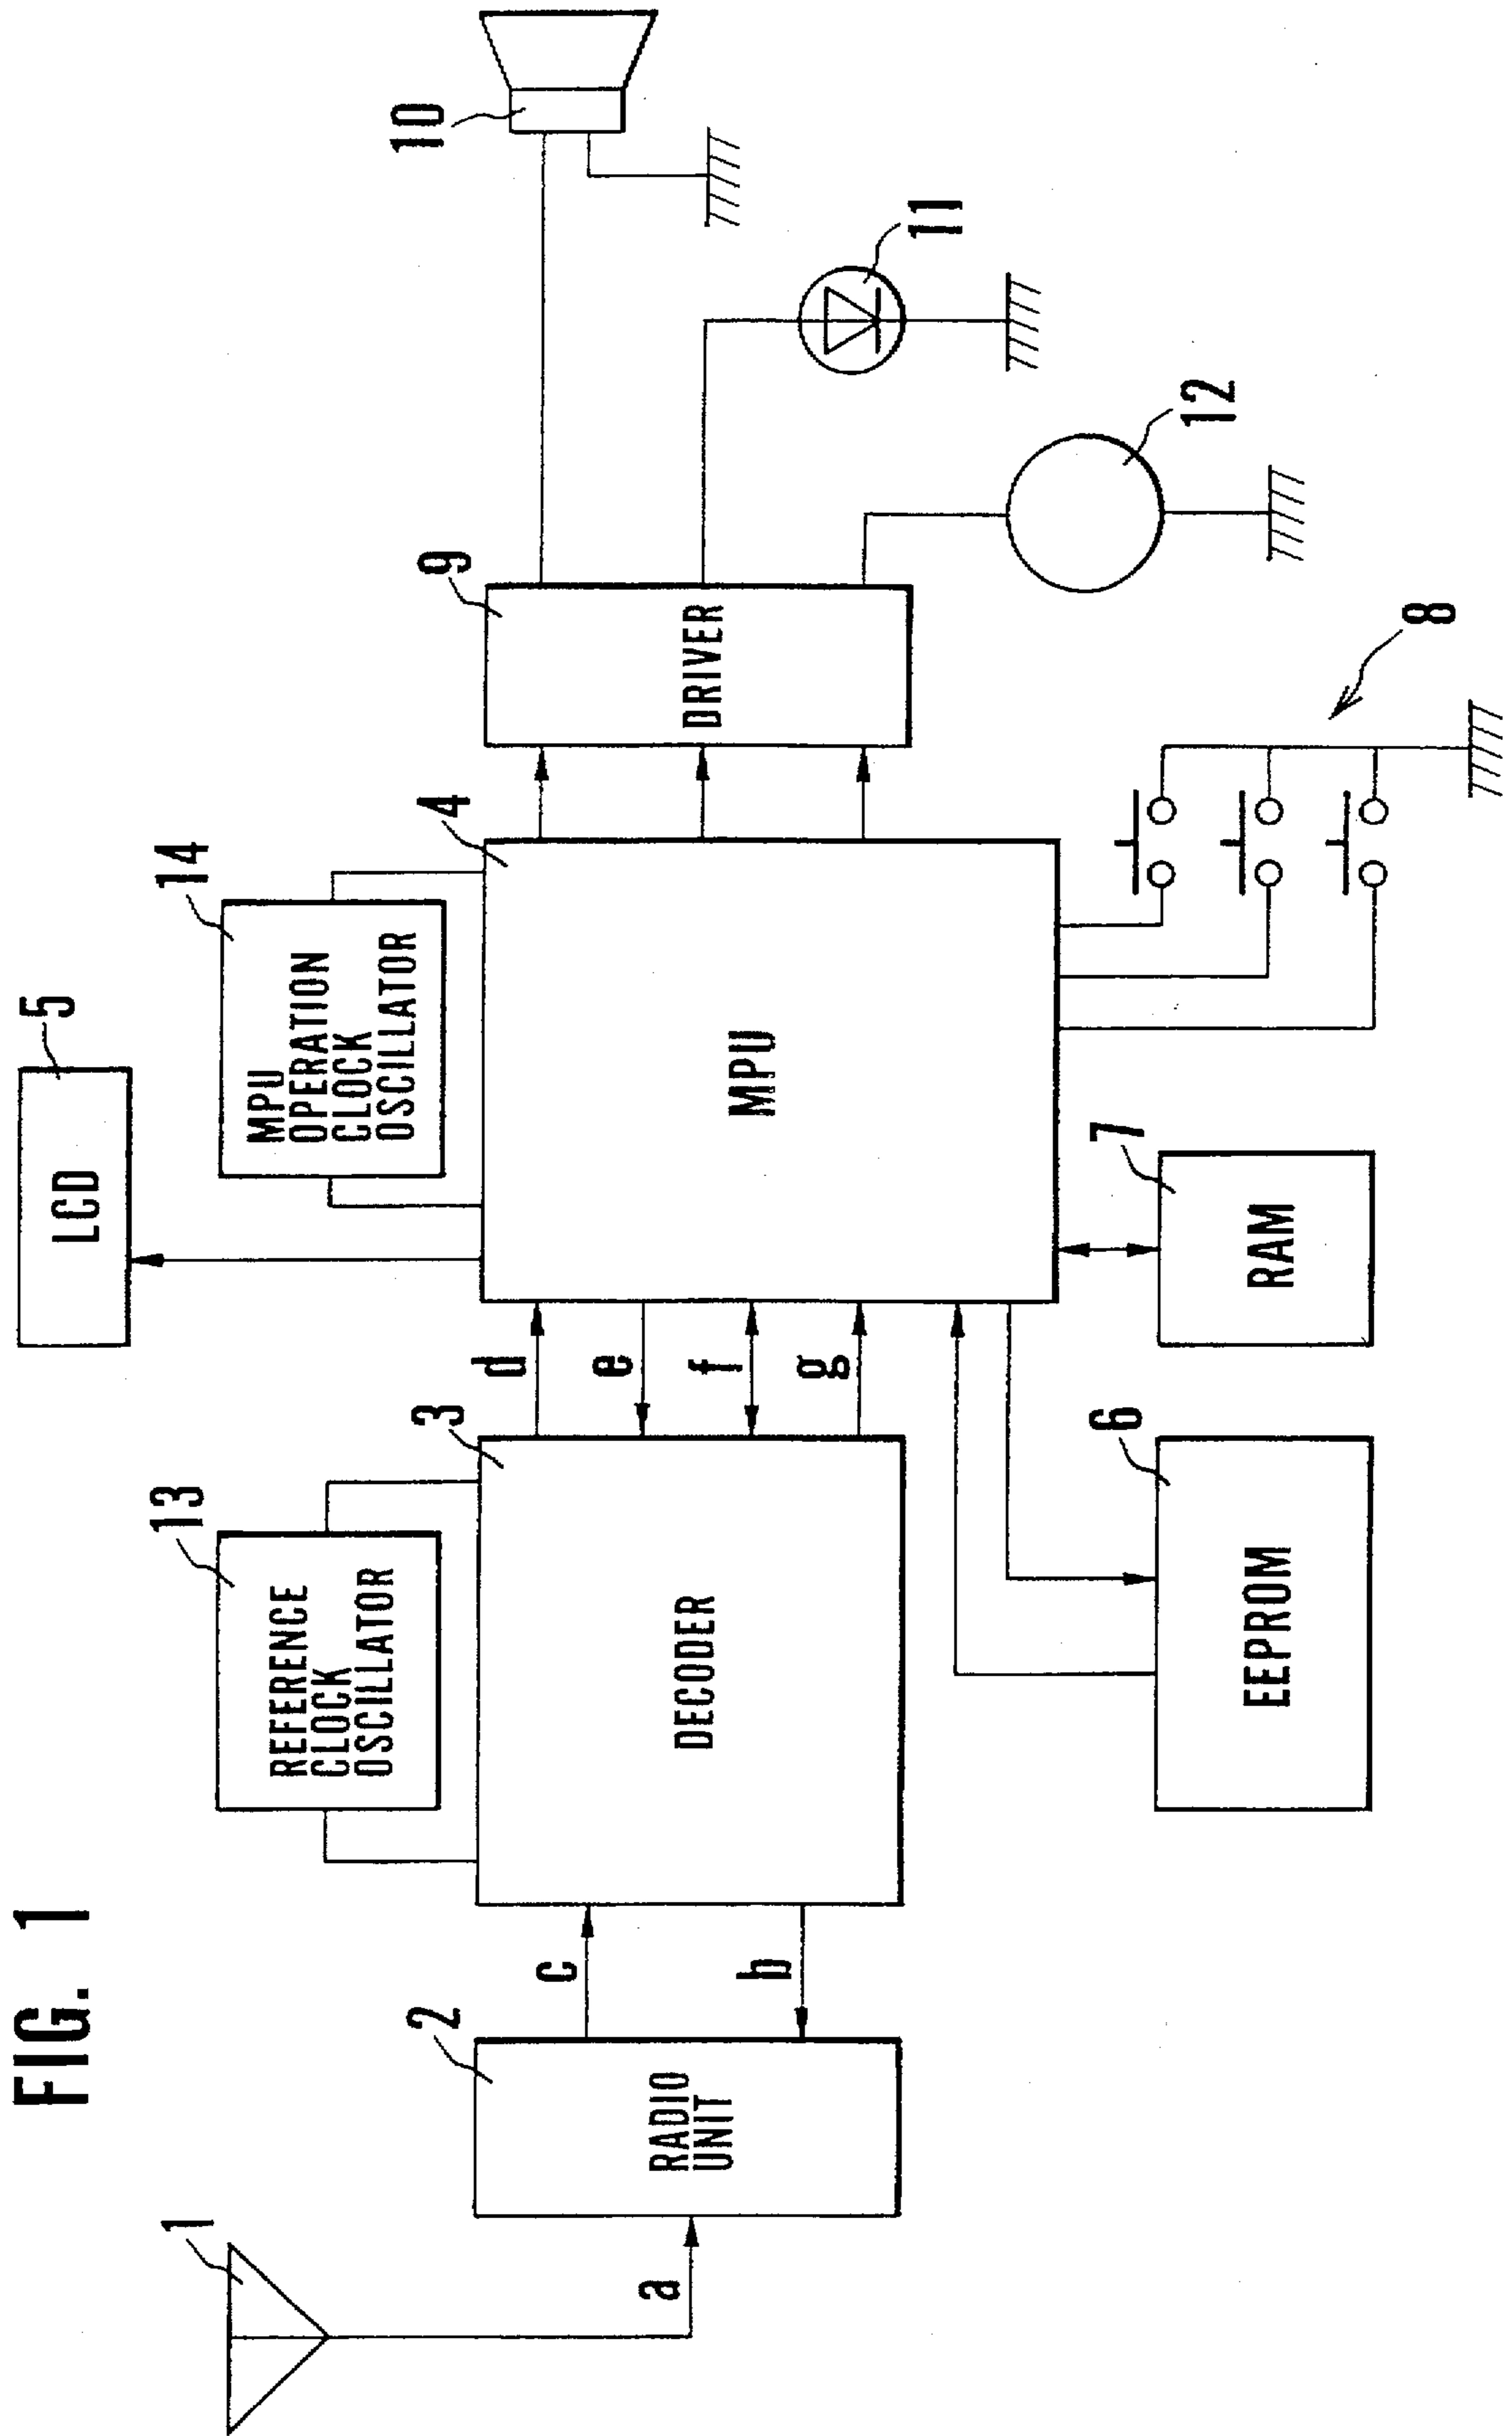 FIG. 1
1
a
2
RADIO
UNIT
c
b
13
REFERENCE
CLOCK
OSCILLATOR
3
DECODER
d
e
f
g
5
LCD
14
MPU
OPERATION
CLOCK
OSCILLATOR
4
MPU
6
EEPROM
7
RAM
8
9
DRIVER
10
11
12